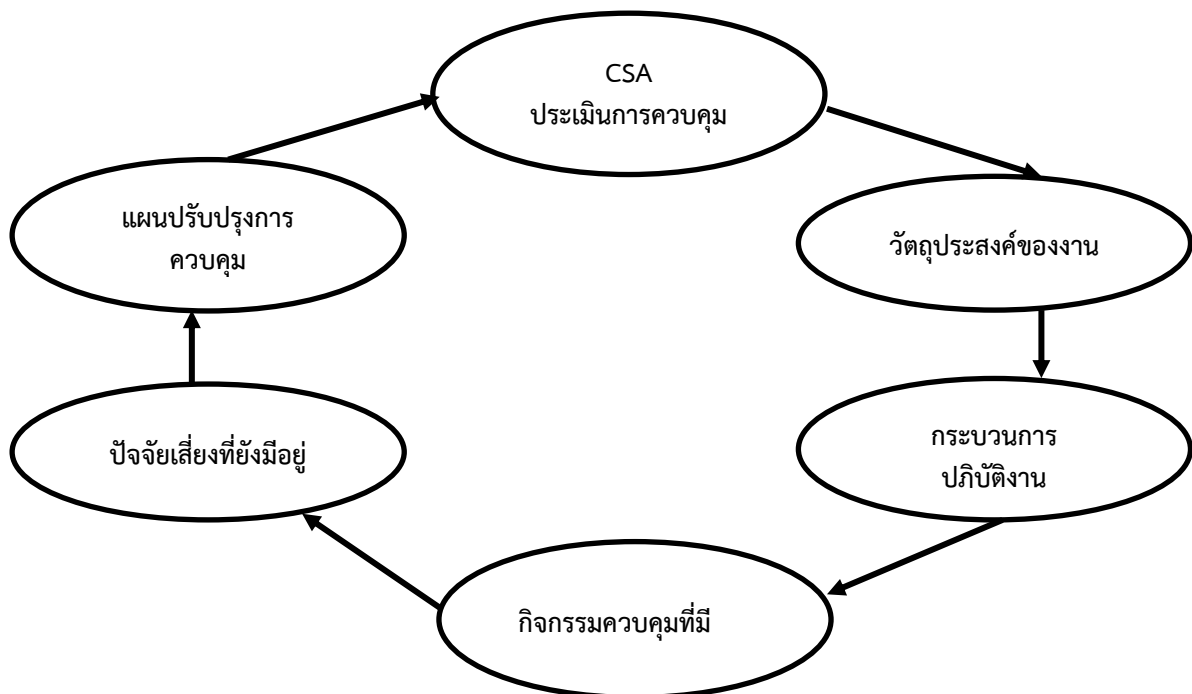 CSA
ประเมินการควบคุม
วัตถุประสงค์ของงาน
กระบวนการ
ปภิบัติงาน
กิจกรรมควบคุมที่มี
ปัจจัยเสี่ยงที่ยังมีอยู่
แผนปรับปรุงการ
ควบคุม